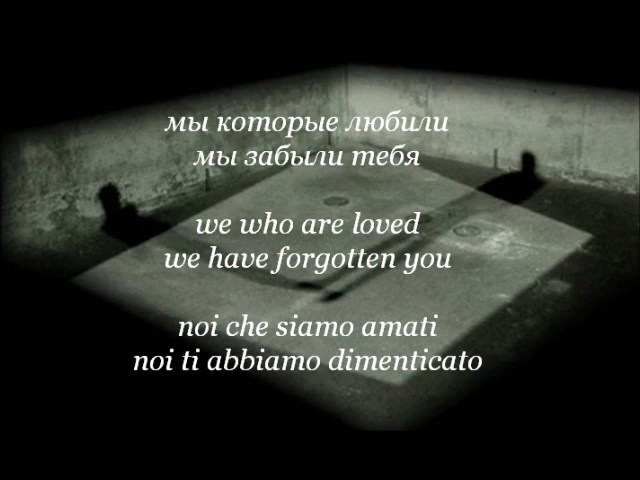 мы которые любили
мы забыли тебя
we who are loved
we have forgotten you
noi che siamo amati
noi ti abbiamo dimenticato